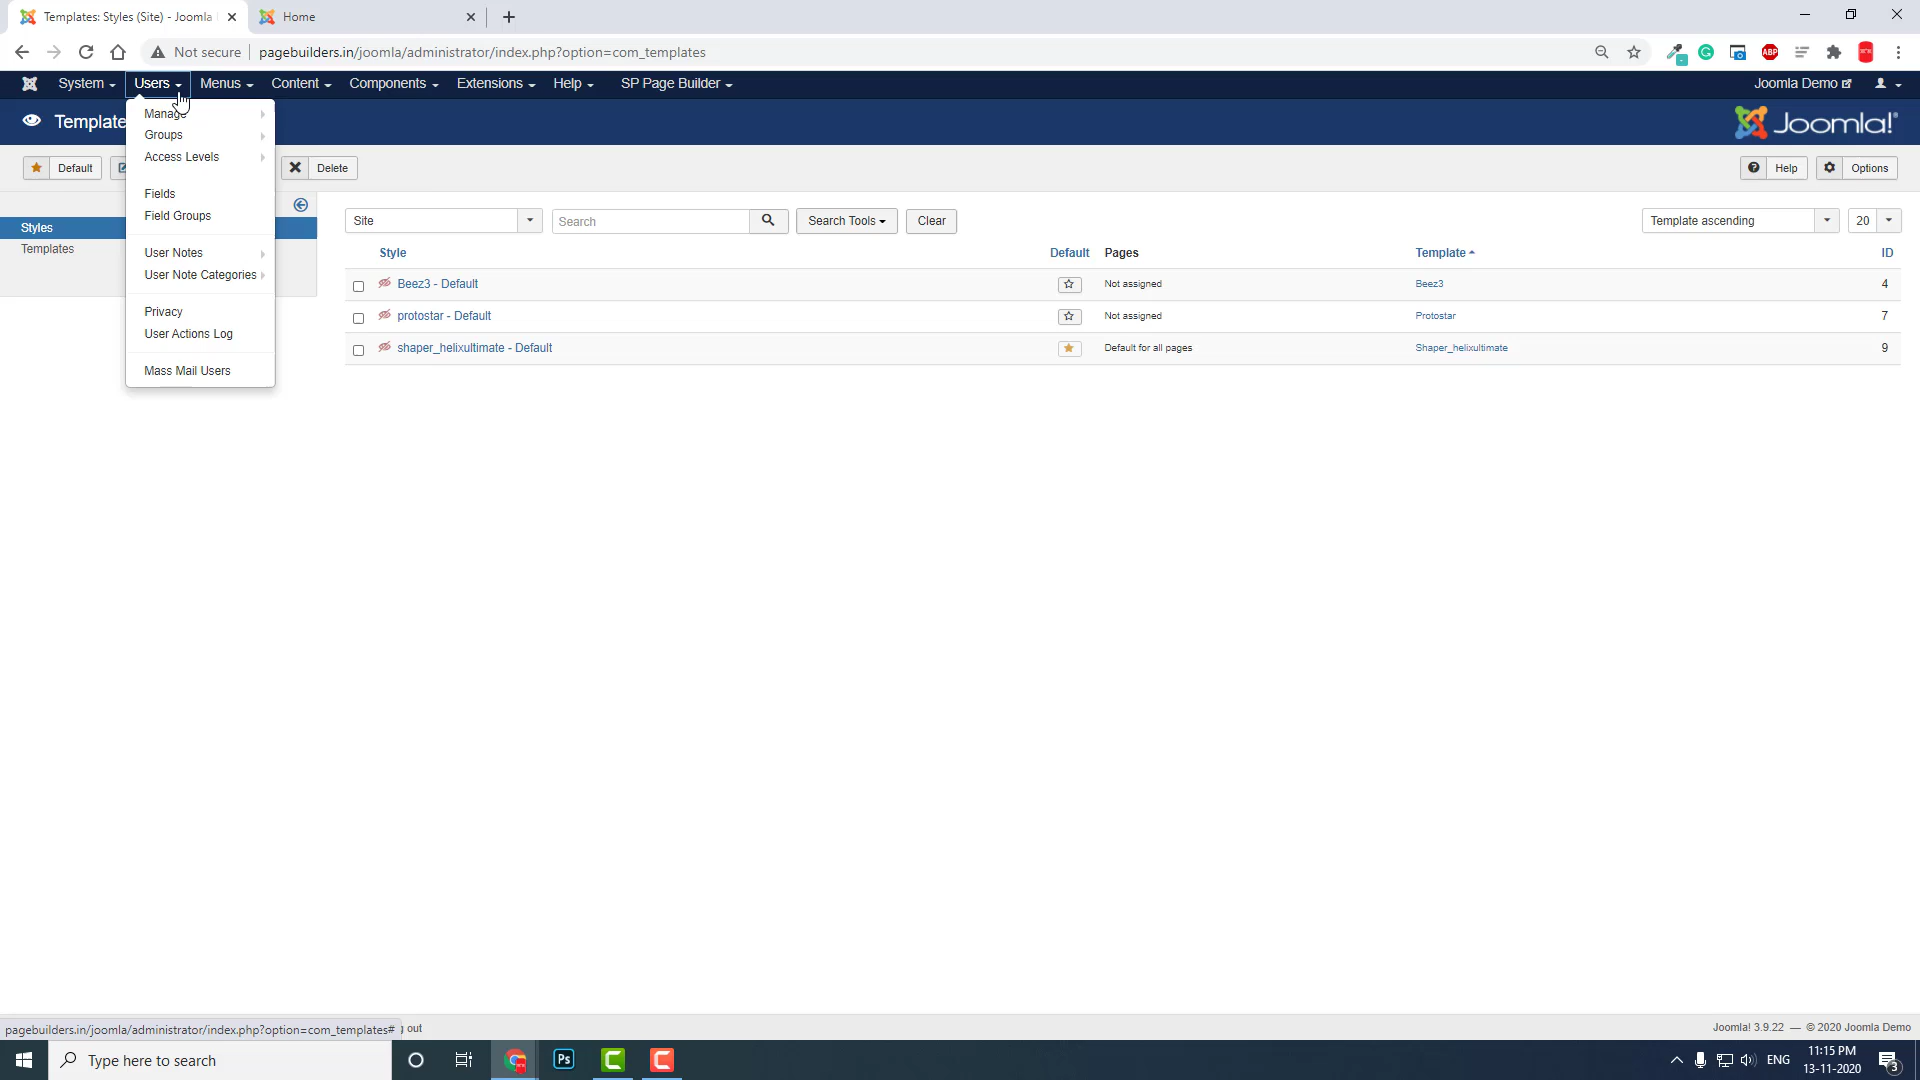 Templates: Styles (Site) - Joomla
Home
Not secure
pagebuilders.in/joomla/administrator/index.php?option=com_templates
ABP
System
Users
Menus
Content
Components
Extensions
Help
SP Page Builder
Joomla Demo
Template
Joomla!®
Manage
Groups
Access Levels
Fields
Field Groups
User Notes
User Note Categories
Privacy
User Actions Log
Mass Mail Users
Default
Delete
Help
Options
Styles
Templates
Site
Search
Search Tools
Clear
Template ascending
20
Style
Default
Pages
Template
ID
Beez3 - Default
Not assigned
Beez3
4
protostar - Default
Not assigned
Protostar
7
shaper_helixultimate - Default
Default for all pages
Shaper_helixultimate
9
pagebuilders.in/joomla/administrator/index.php?option=com_templates#
out
Joomla! 3.9.22 — © 2020 Joomla Demo
Type here to search
Ps
ENG
11:15 PM
13-11-2020
3